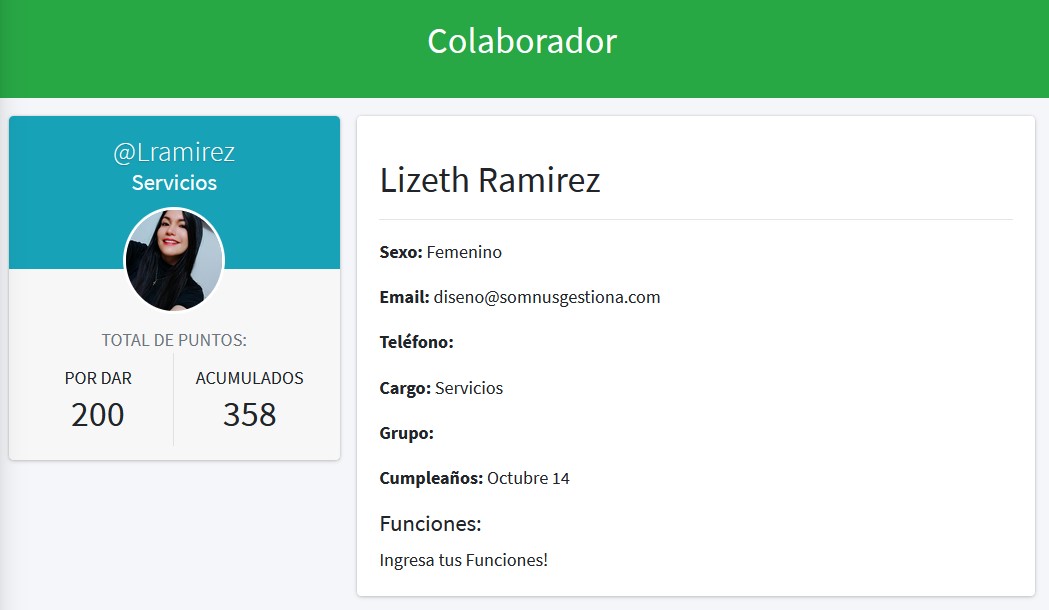 Colaborador
@Lramirez
Servicios
TOTAL DE PUNTOS:
POR DAR
200
ACUMULADOS
358
Lizeth Ramirez
Sexo: Femenino
Email: diseno@somnusgestiona.com
Teléfono:
Cargo: Servicios
Grupo:
Cumpleaños: Octubre 14
Funciones:
Ingresa tus Funciones!